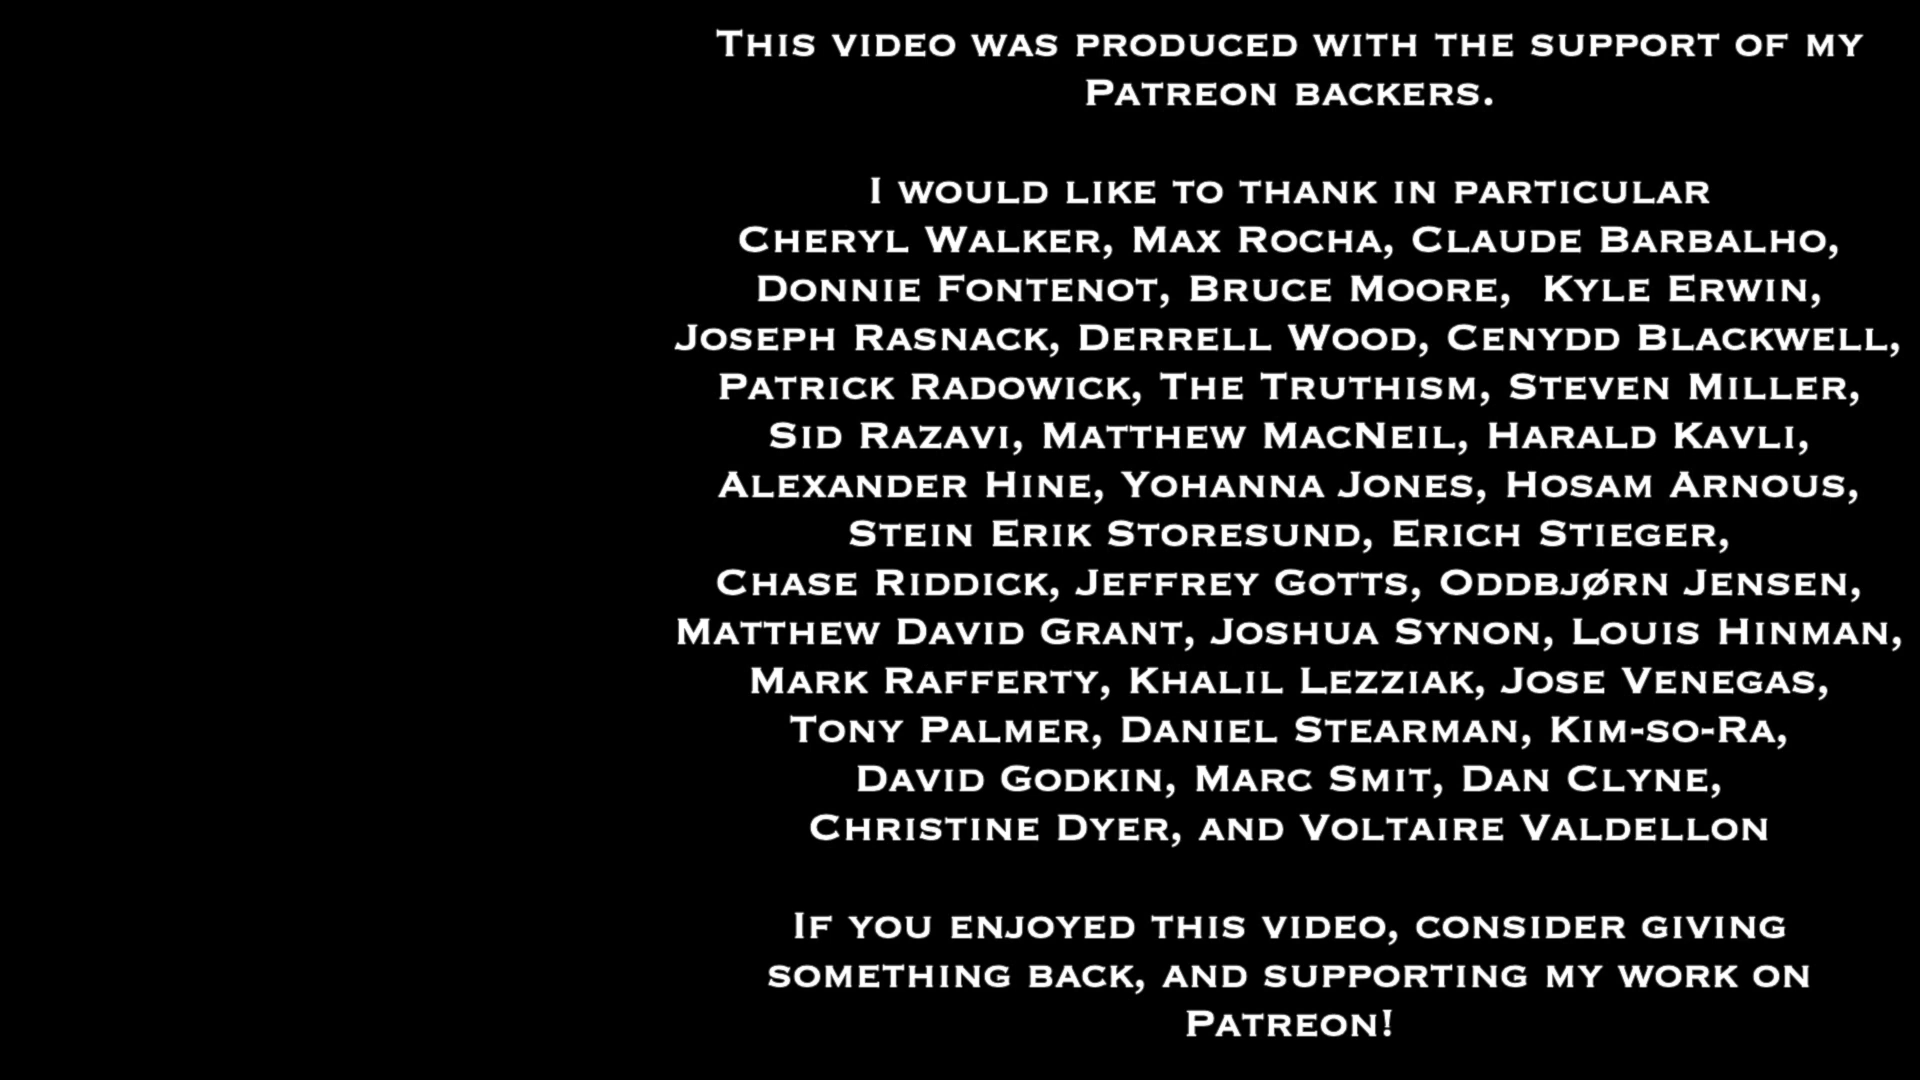 This video was produced with the support of my
Patreon backers.
I would like to thank in particular
Cheryl Walker, Max Rocha, Claude Barbalho,
Donnie Fontenot, Bruce Moore,  Kyle Erwin,
Joseph Rasnack, Derrell Wood, Cenydd Blackwell,
Patrick Radowick, The Truthism, Steven Miller,
Sid Razavi, Matthew MacNeil, Harald Kavli,
Alexander Hine, Yohanna Jones, Hosam Arnous,
Stein Erik Storesund, Erich Stieger,
Chase Riddick, Jeffrey Gotts, Oddbjørn Jensen,
Matthew David Grant, Joshua Synon, Louis Hinman,
Mark Rafferty, Khalil Lezziak, Jose Venegas,
Tony Palmer, Daniel Stearman, Kim-so-Ra,
David Godkin, Marc Smit, Dan Clyne,
Christine Dyer, and Voltaire Valdellon
If you enjoyed this video, consider giving
something back, and supporting my work on
Patreon!